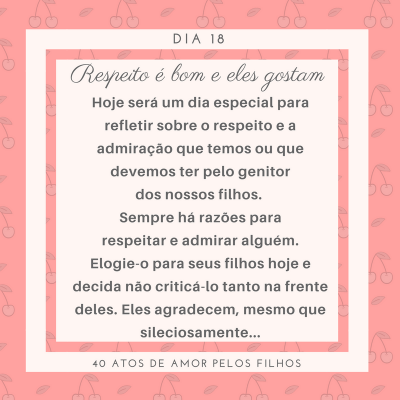 DIA 18
Respeito é bom e eles gostam
Hoje será um dia especial para
refletir sobre o respeito e a
admiração que temos ou que
devemos ter pelo genitor
dos nossos filhos.
Sempre há razões para
respeitar e admirar alguém.
Elogie-o para seus filhos hoje e
decida não criticá-lo tanto na frente
deles. Eles agradecem, mesmo que
sileciosamente...
40 ATOS DE AMOR PELOS FILHOS